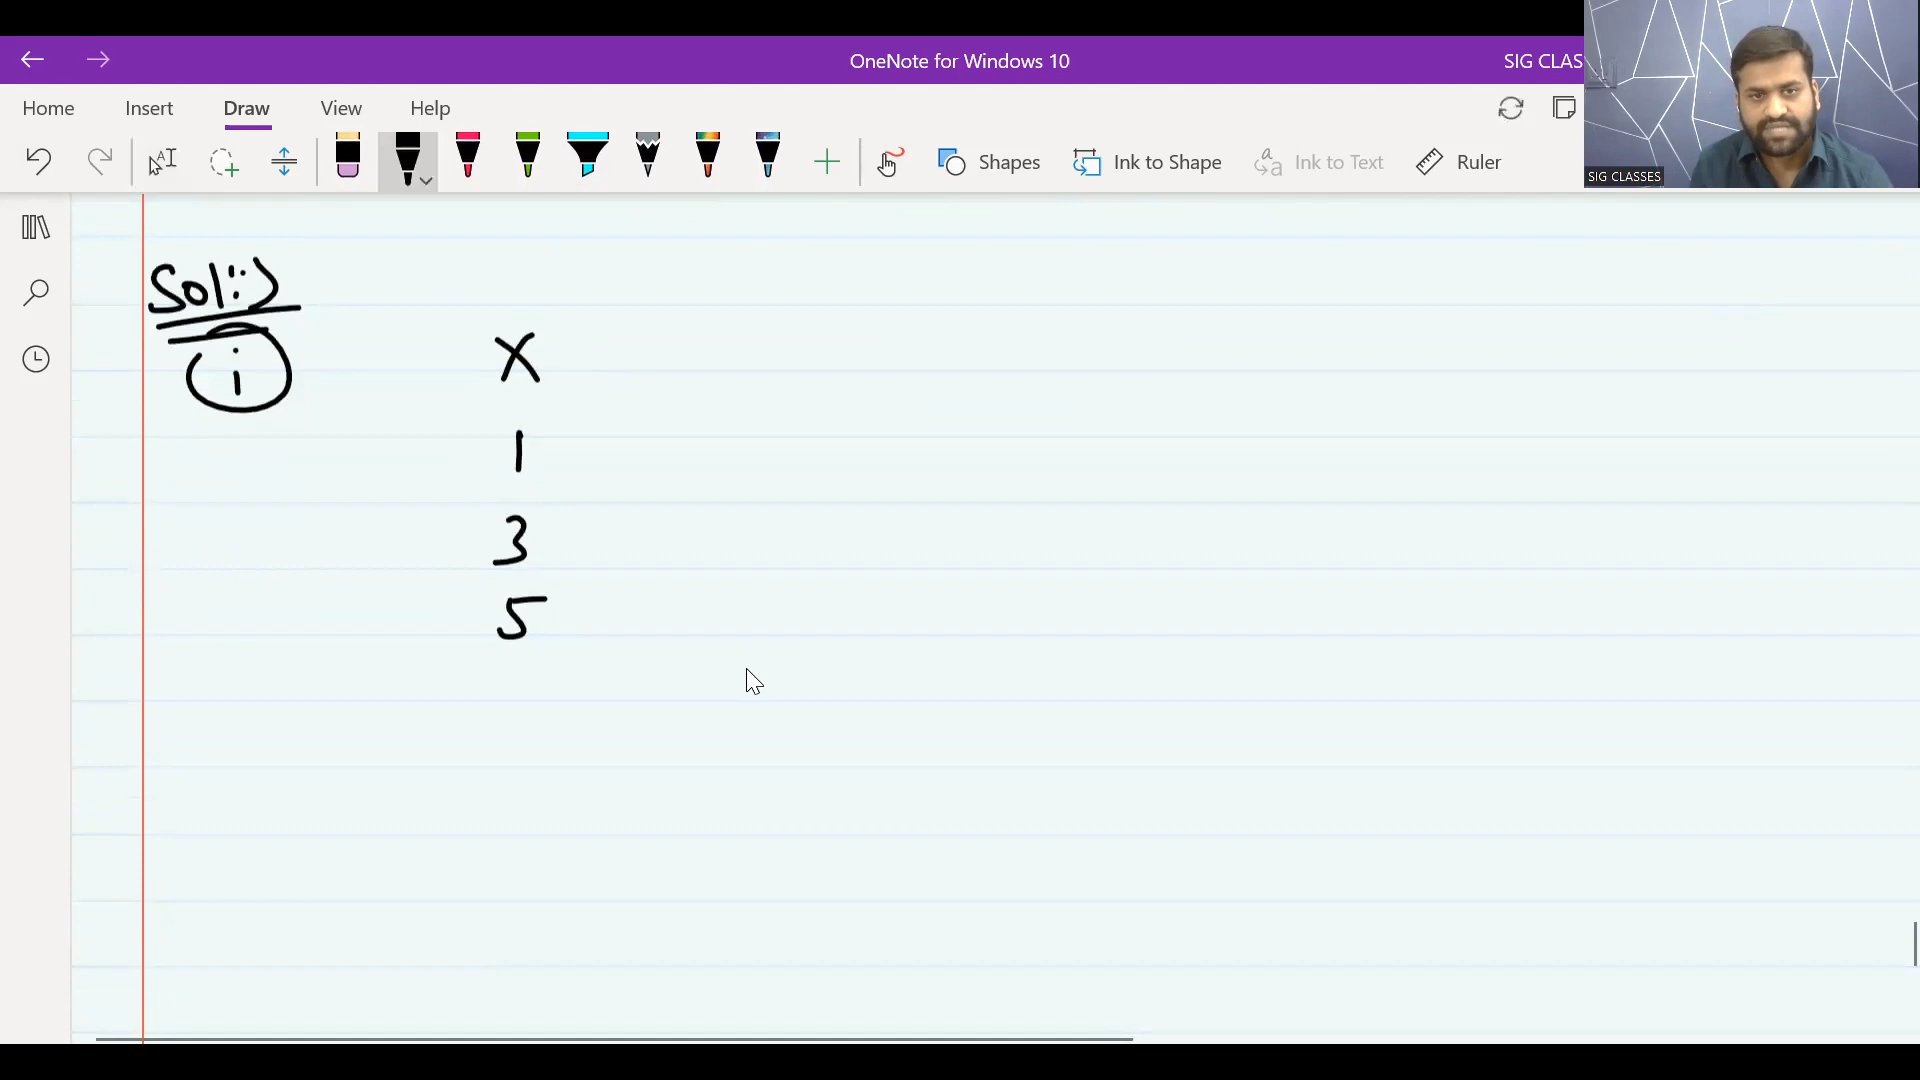 OneNote for Windows 10
SIG CLAS
Home Insert Draw View Help
Shapes Ink to Shape Ink to Text Ruler
SIG CLASSES
Sol:
i
X
1
3
5